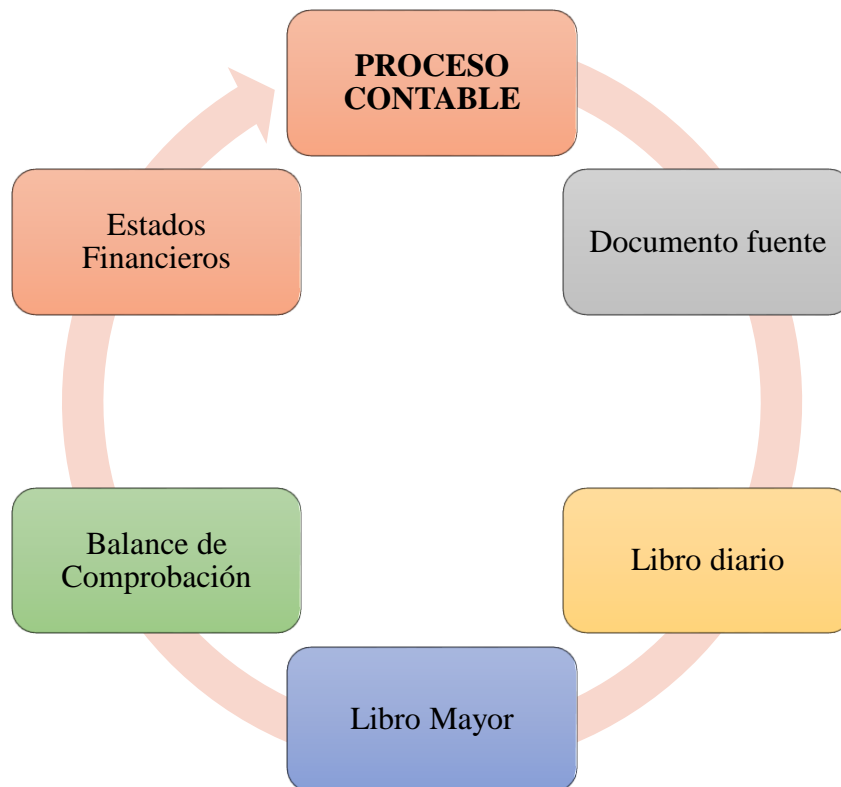 PROCESO
CONTABLE
Documento fuente
Libro diario
Libro Mayor
Balance de
Comprobación
Estados
Financieros